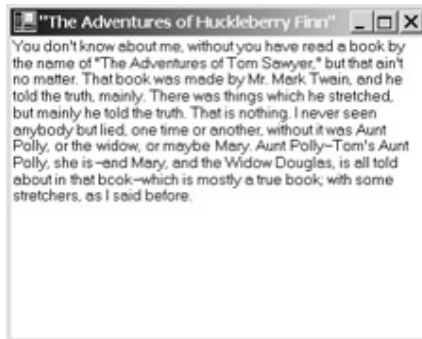 "The Adventures of Huckleberry Finn"
You don't know about me, without you have read a book by
the name of "The Adventures of Tom Sawyer," but that ain't
no matter. That book was made by Mr. Mark Twain, and he
told the truth, mainly. There was things which he stretched,
but mainly he told the truth. That is nothing. I never seen
anybody but lied, one time or another, without it was Aunt
Polly, or the widow, or maybe Mary. Aunt Polly–Tom's Aunt
Polly, she is–and Mary, and the Widow Douglas, is all told
about in that book–which is mostly a true book; with some
stretchers, as I said before.